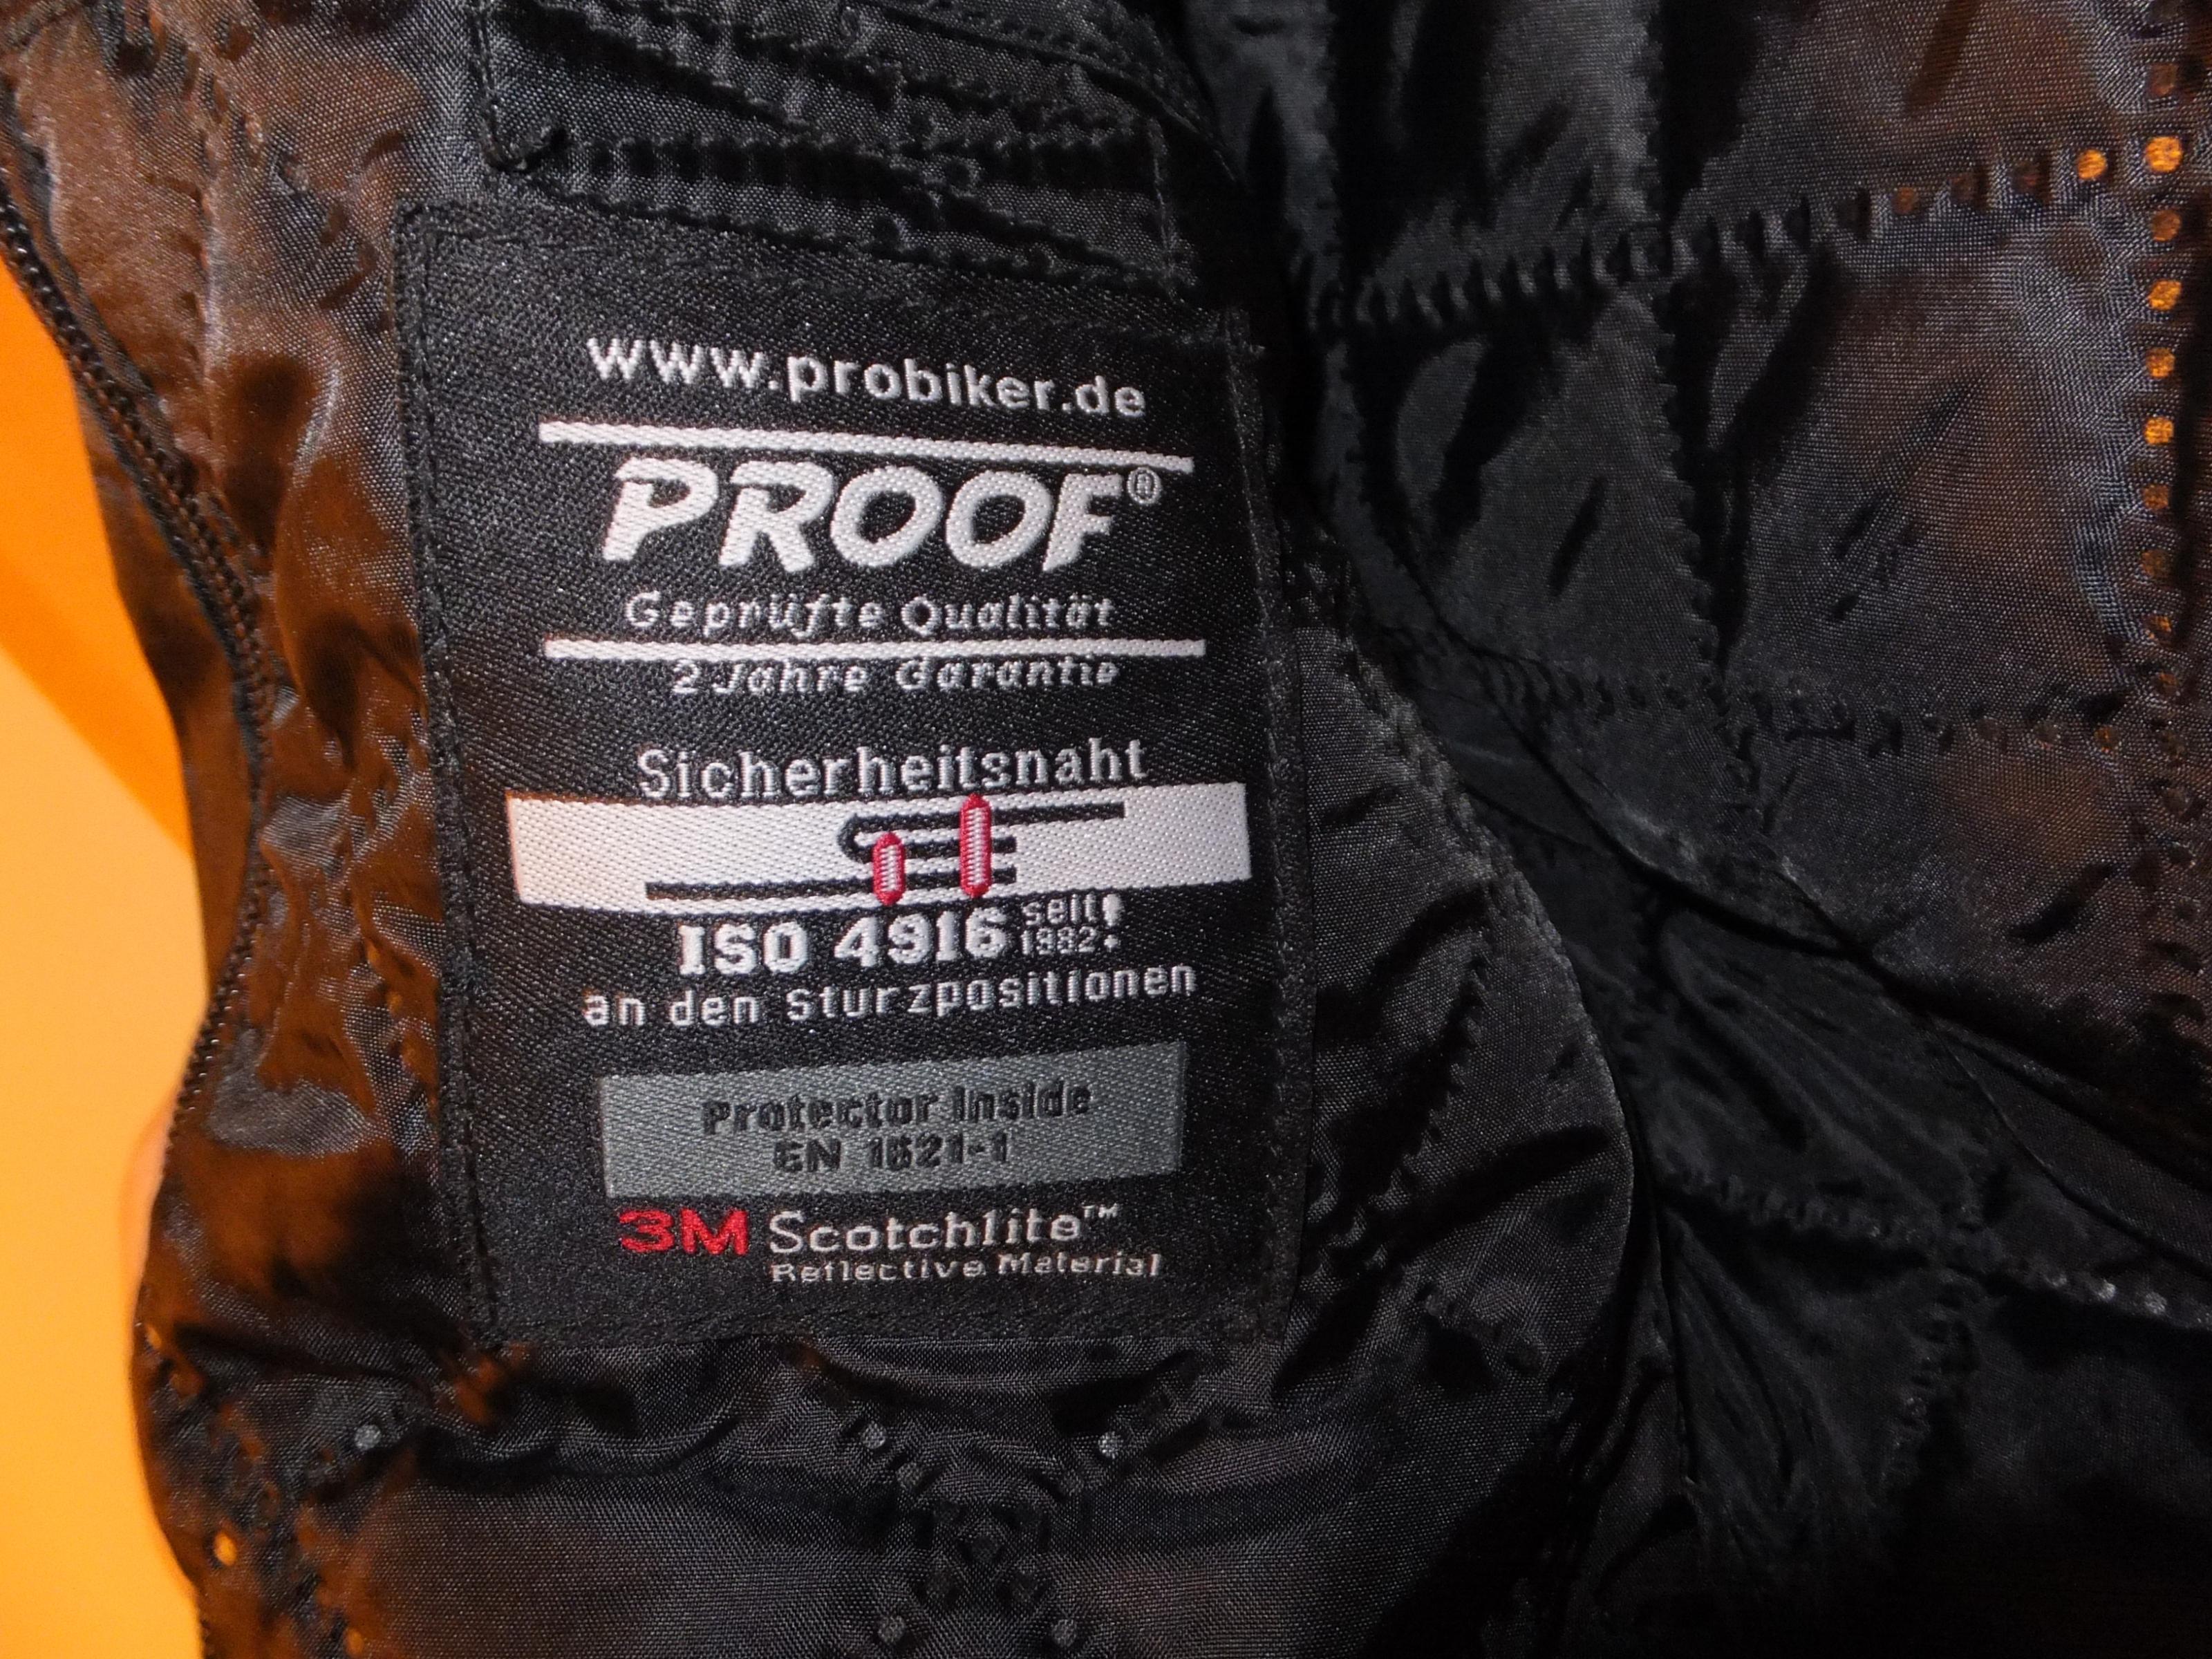 www.probiker.de
PROOF®
Geprüfte Qualität
2 Jahre Garantie
Sicherheitsnaht
ISO 4916 seit 1982!
an den Sturzpositionen
Protector Inside
EN 1621-1
3M Scotchlite™
Reflective Material